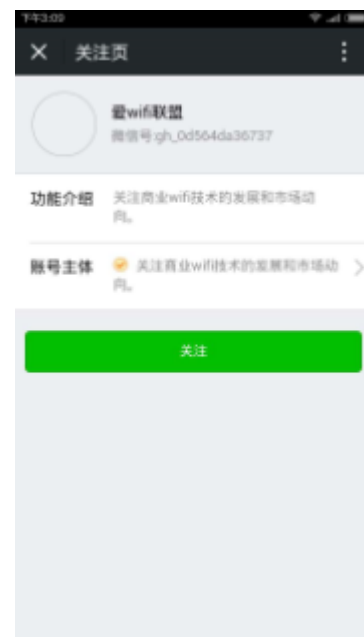 下午3:09
关注页
爱wifi联盟
微信号:gh_0d564da36737
功能介绍 关注商业wifi技术的发展和市场动
向。
账号主体 关注商业wifi技术的发展和市场动
向。
关注